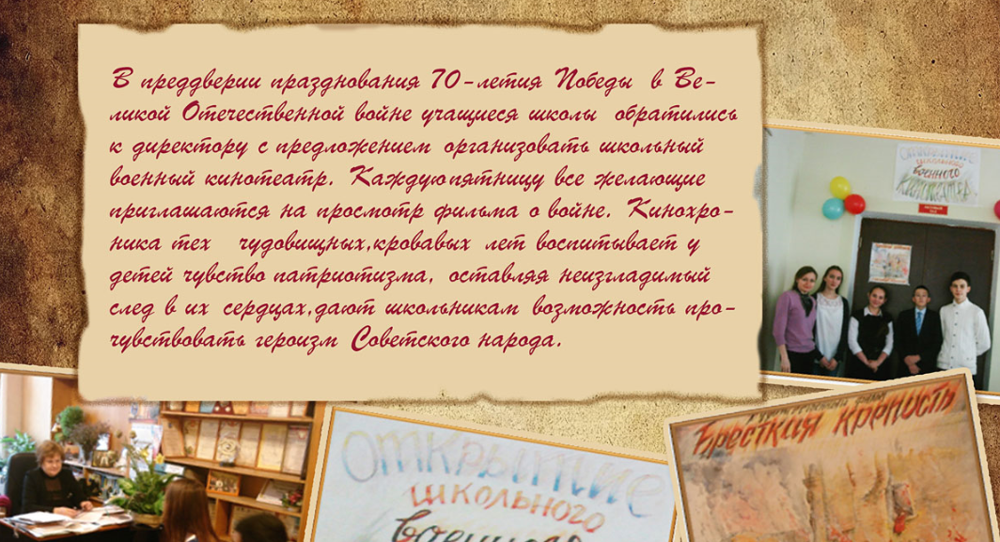 В преддверии празднования 70-летия Победы в Ве-
ликой Отечественной войне учащиеся школы обратились
к директору с предложением организовать школьный
военный кинотеатр. Каждуюпятницу все желающие
приглашаются на просмотр фильма о войне. Кинохро-
ника тех чудовищных,кровавых лет воспитывает у
детей чувство патриотизма, оставляя неизгладимый
след в их сердцах,дают школьникам возможность про-
чувствовать героизм Советского народа.
ОТКРЫТИЕ
школьного
Военного
КИНОТЕАТР
ОТКРЫТИЕ
школьного
Военного
Брестская крепость